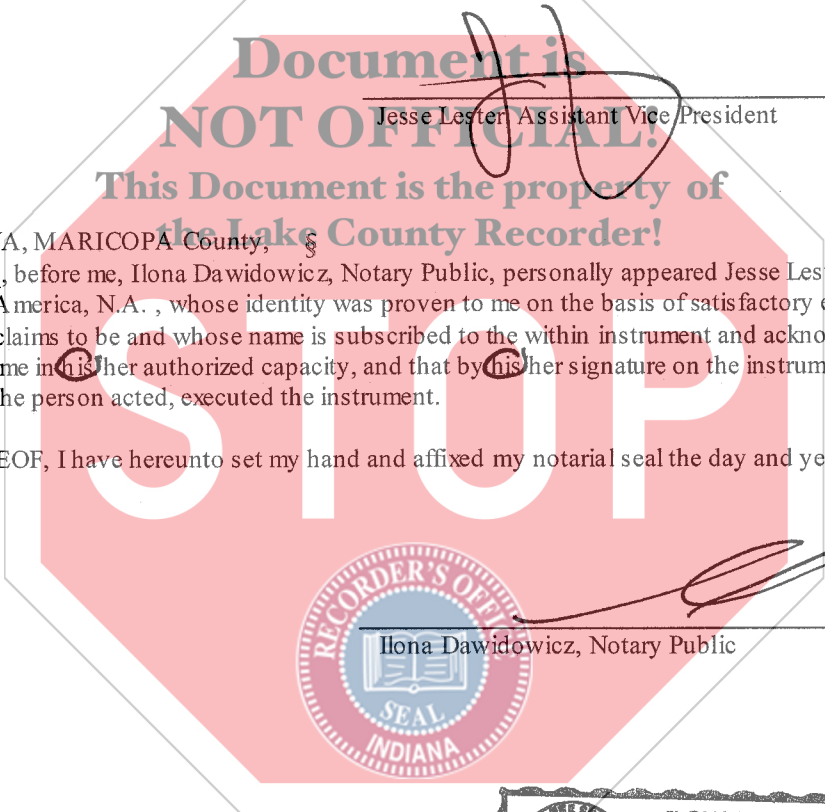 Document is
NOT OFFICIAL!
Jesse Lester Assistant Vice President
This Document is the property of
the Lake County Recorder!
A, MARICOPA County, §
, before me, Ilona Dawidowicz, Notary Public, personally appeared Jesse Les
America, N.A. , whose identity was proven to me on the basis of satisfactory e
claims to be and whose name is subscribed to the within instrument and ackno
me in his/her authorized capacity, and that by his/her signature on the instrum
he person acted, executed the instrument.
STOP
EOF, I have hereunto set my hand and affixed my notarial seal the day and ye
Ilona Dawidowicz, Notary Public
RECORDER'S OFFICE
SEAL
INDIANA